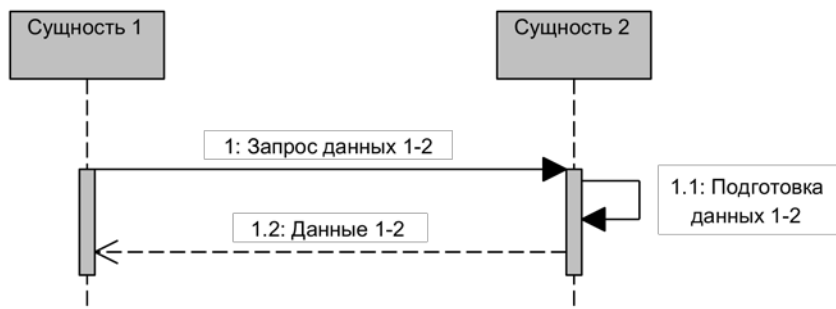 Сущность 1
Сущность 2
1: Запрос данных 1-2
1.1: Подготовка
данных 1-2
1.2: Данные 1-2